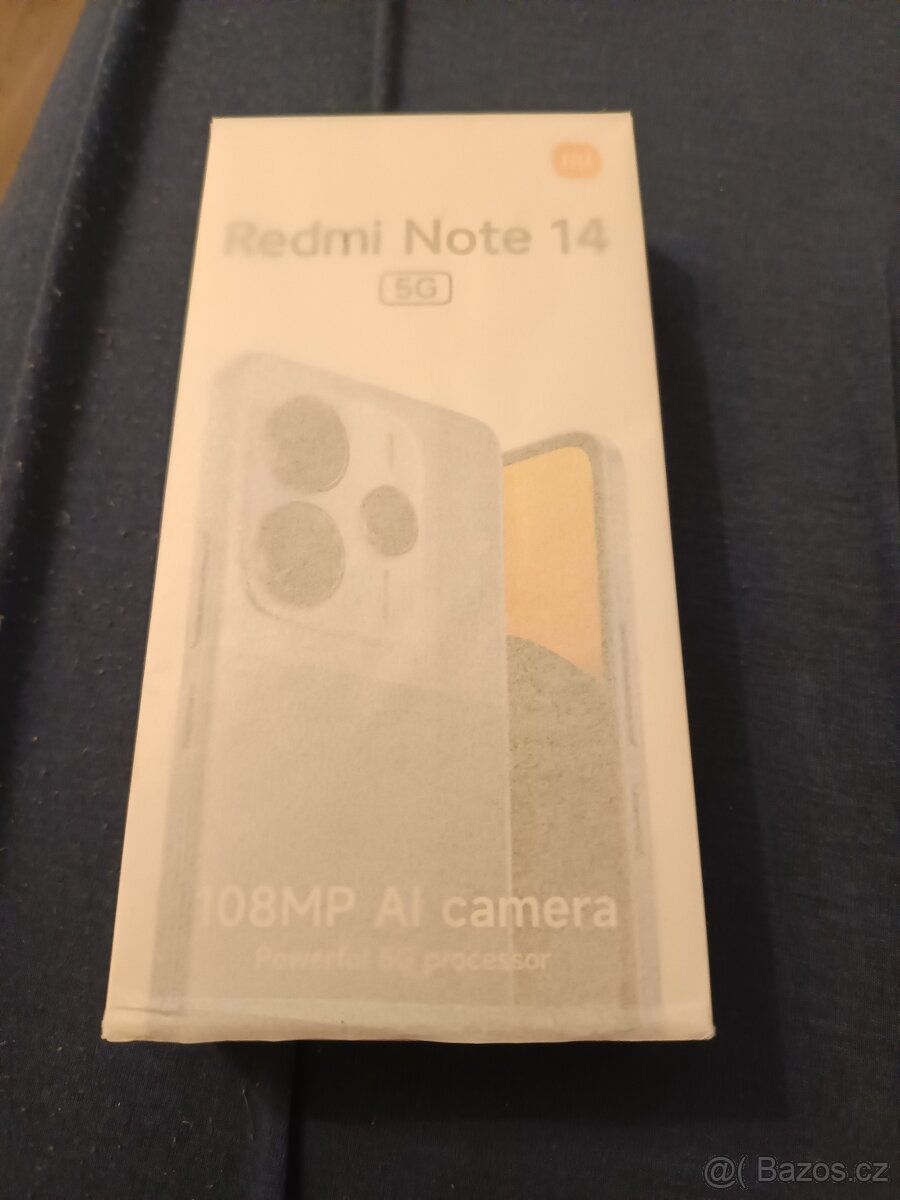 mi
Redmi Note 14
5G
108MP AI camera
Powerful 5G processor
@( Bazos.cz